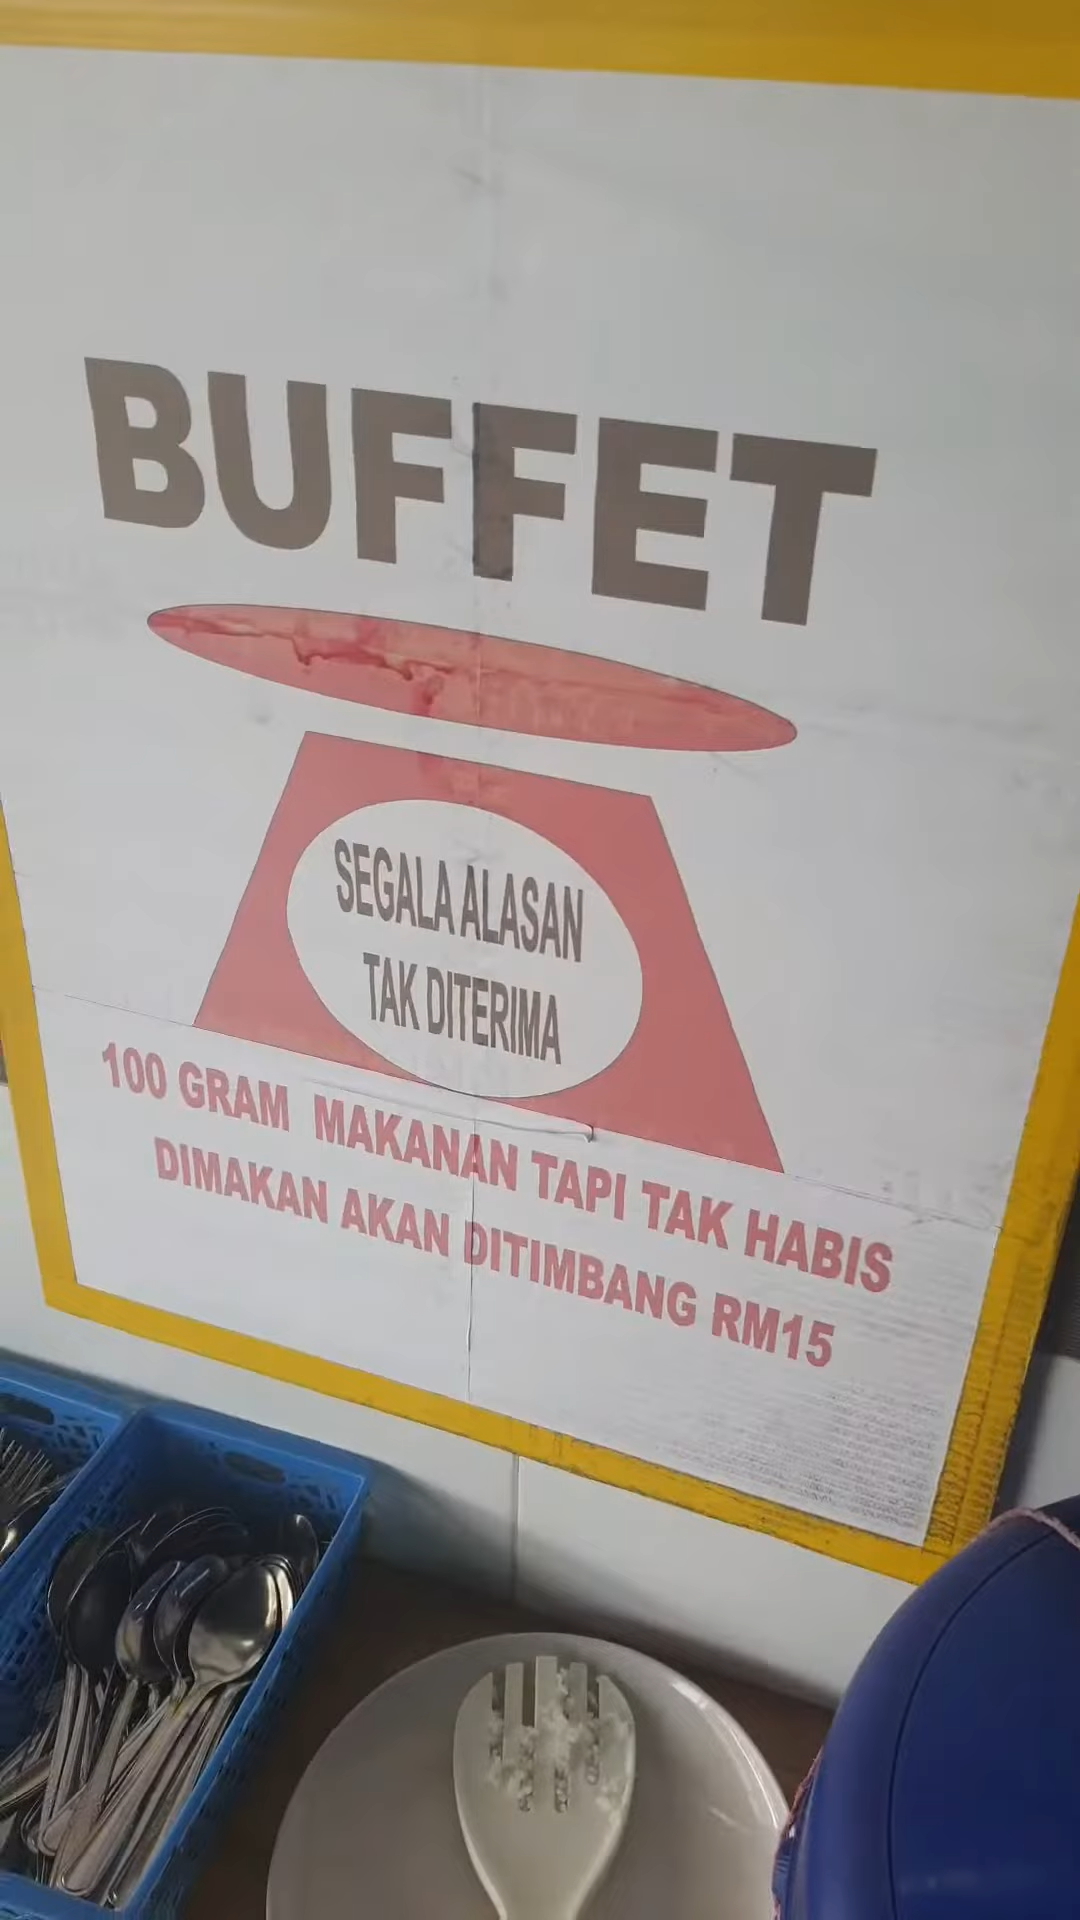 BUFFET
SEGALA ALASAN
TAK DITERIMA
100 GRAM MAKANAN TAPI TAK HABIS
DIMAKAN AKAN DITIMBANG RM15